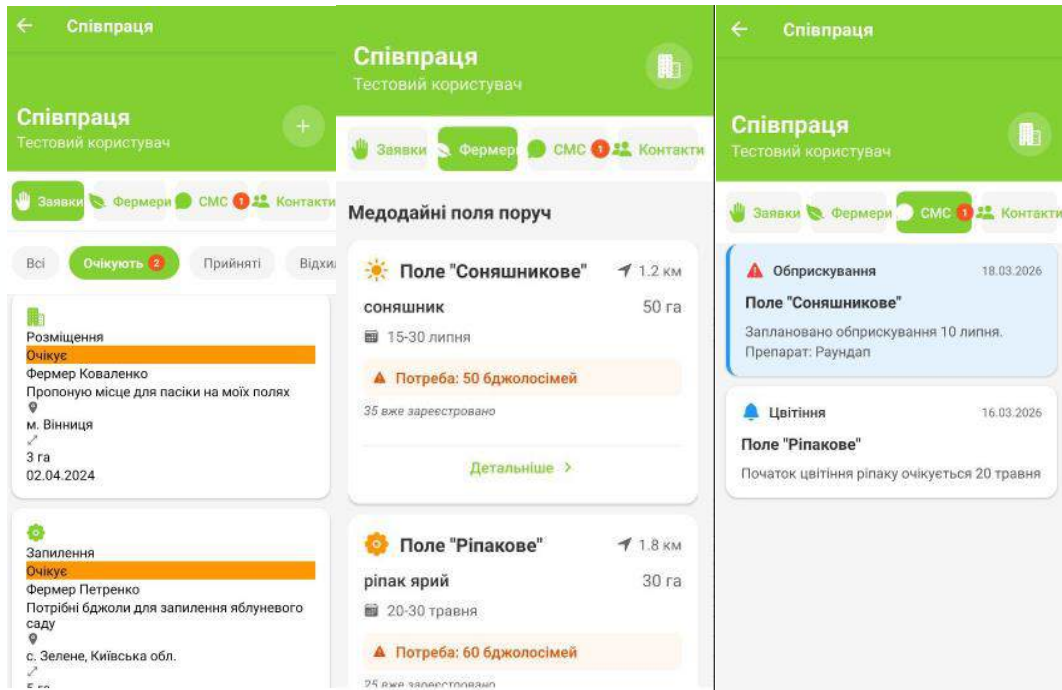 Співпраця
Співпраця
Тестовий користувач
Заявки Фермери СМС 1 Контакти
Всі Очікують 2 Прийняті Відхи
Розміщення
Очікує
Фермер Коваленко
Пропоную місце для пасіки на моїх полях
м. Вінниця
3 га
02.04.2024
Запилення
Очікує
Фермер Петренко
Потрібні бджоли для запилення яблуневого
саду
с. Зелене, Київська обл.
5 га
Співпраця
Тестовий користувач
Заявки Фермери СМС 1 Контакти
Медодайні поля поруч
Поле "Соняшникове" 1.2 км
соняшник 50 га
15-30 липня
Потреба: 50 бджолосімей
35 вже зареєстровано
Детальніше >
Поле "Ріпакове" 1.8 км
ріпак ярий 30 га
20-30 травня
Потреба: 60 бджолосімей
25 вже зареєстровано
Співпраця
Співпраця
Тестовий користувач
Заявки Фермери СМС 1 Контакти
Обприскування 18.03.2026
Поле "Соняшникове"
Заплановано обприскування 10 липня.
Препарат: Раундап
Цвітіння 16.03.2026
Поле "Ріпакове"
Початок цвітіння ріпаку очікується 20 травня